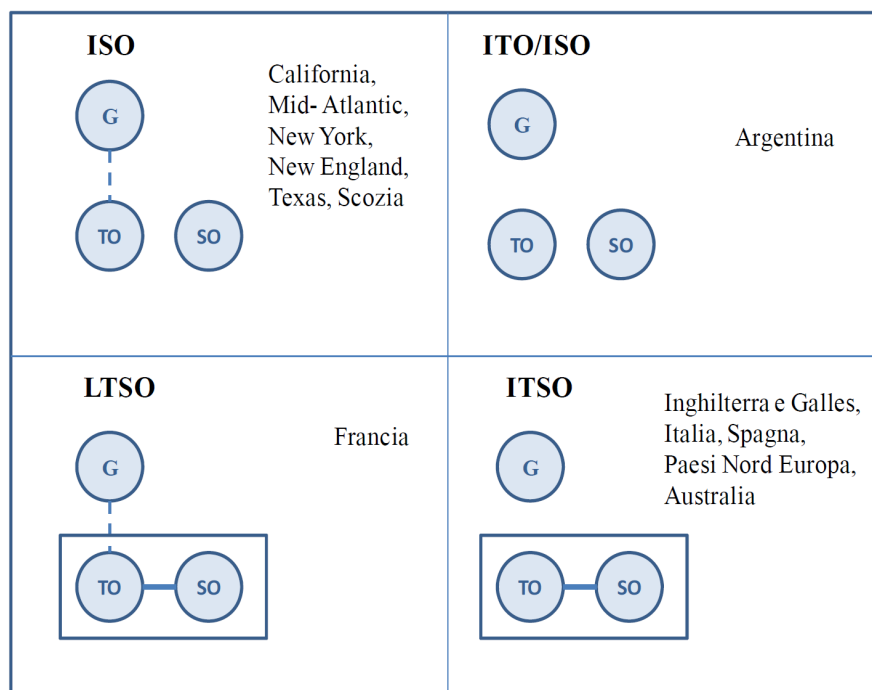 ISO
G
TO
SO
California,
Mid- Atlantic,
New York,
New England,
Texas, Scozia
ITO/ISO
G
TO
SO
Argentina
LTSO
G
TO
SO
Francia
ITSO
G
TO
SO
Inghilterra e Galles,
Italia, Spagna,
Paesi Nord Europa,
Australia